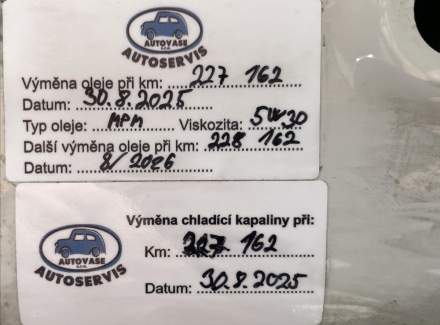 AUTOVASE
s.r.o.
AUTOSERVIS
Výměna oleje při km: 227 162
Datum: 30.8.2025
Typ oleje: MPM Viskozita: 5W30
Další výměna oleje při km: 228 162
Datum: 8/2026
AUTOVASE
s.r.o.
AUTOSERVIS
Výměna chladící kapaliny při:
Km: 227 162
Datum: 30.8.2025